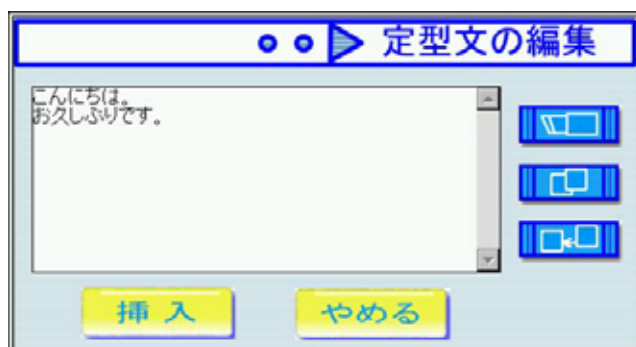 定型文の編集
こんにちは。
お久しぶりです。
挿入
やめる